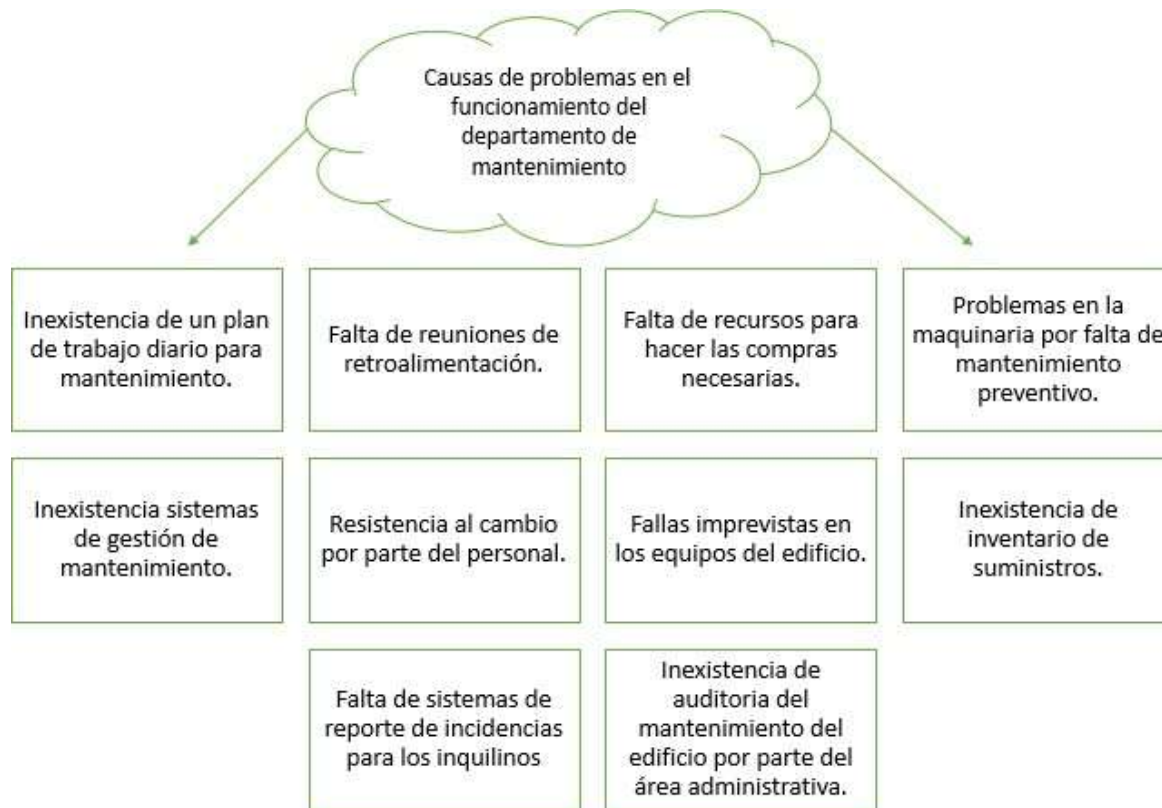 Causas de problemas en el
funcionamiento del
departamento de
mantenimiento
Inexistencia de un plan
de trabajo diario para
mantenimiento.
Falta de reuniones de
retroalimentación.
Falta de recursos para
hacer las compras
necesarias.
Problemas en la
maquinaria por falta de
mantenimiento
preventivo.
Inexistencia sistemas
de gestión de
mantenimiento.
Resistencia al cambio
por parte del personal.
Fallas imprevistas en
los equipos del edificio.
Inexistencia de
inventario de
suministros.
Falta de sistemas de
reporte de incidencias
para los inquilinos
Inexistencia de
auditoria del
mantenimiento del
edificio por parte del
área administrativa.